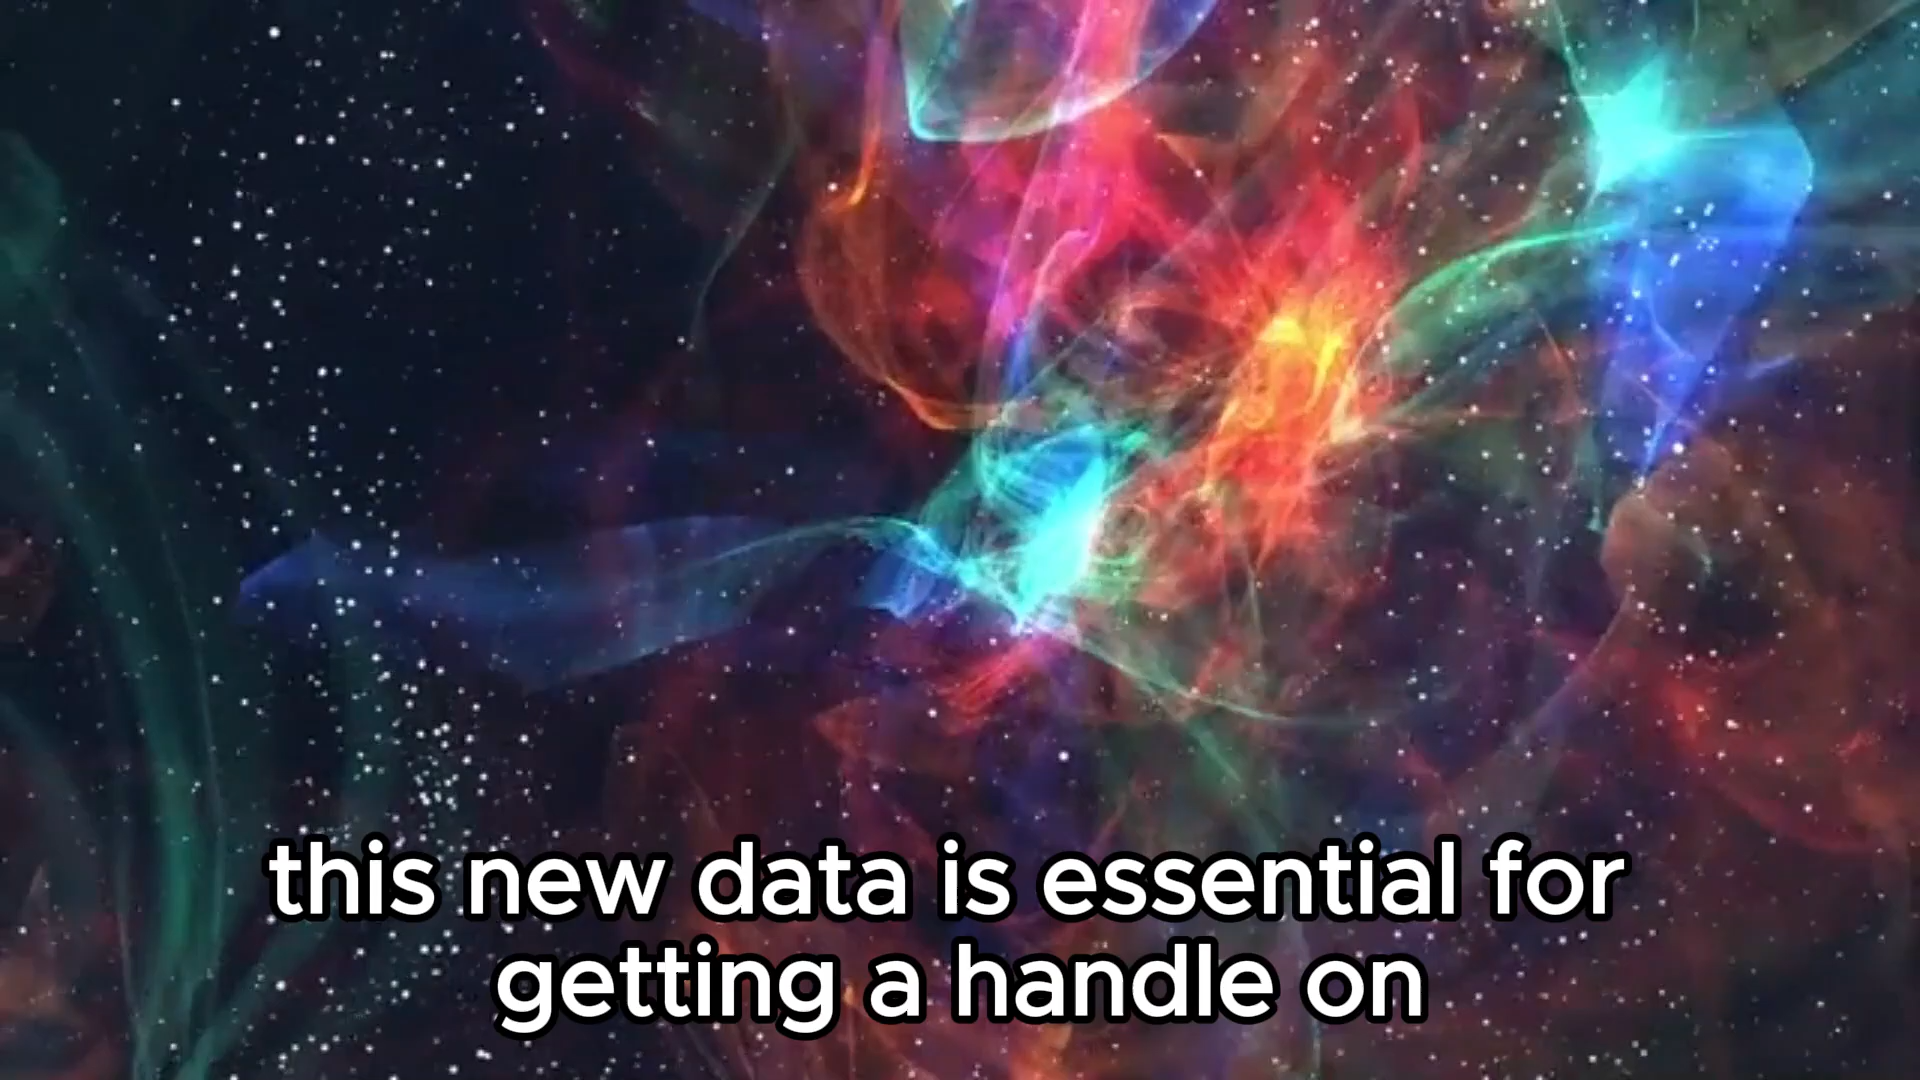 this new data is essential for
getting a handle on